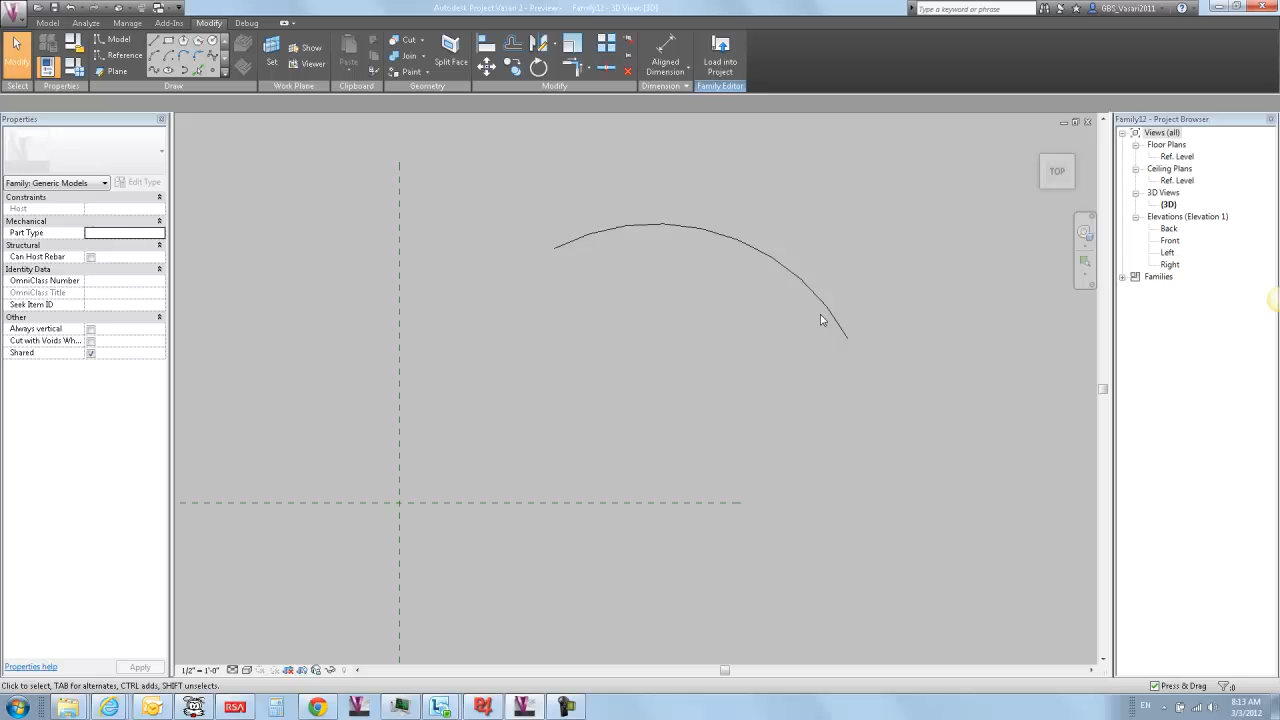 Autodesk Project Vasari 2 - Preview- Family12 - 3D View: {3D}
Type a keyword or phrase
GBS_Vasari2011
Model
Analyze
Manage
Add-Ins
Modify
Debug
Modify
Model
Reference
Plane
Set
Show
Viewer
Paste
Cut
Join
Paint
Split Face
Aligned
Dimension
Load into
Project
Select
Properties
Draw
Work Plane
Clipboard
Geometry
Modify
Dimension
Family Editor
Properties
Family: Generic Models
Edit Type
Constraints
Host
Mechanical
Part Type
Structural
Can Host Rebar
Identity Data
OmniClass Number
OmniClass Title
Seek Item ID
Other
Always vertical
Cut with Voids Wh...
Shared
Properties help
Apply
TOP
Family12 - Project Browser
Views (all)
Floor Plans
Ref. Level
Ceiling Plans
Ref. Level
3D Views
{3D}
Elevations (Elevation 1)
Back
Front
Left
Right
Families
1/2" = 1'-0"
Click to select, TAB for alternates, CTRL adds, SHIFT unselects.
Press & Drag
:0
RSA
EN
8:13 AM
3/3/2012